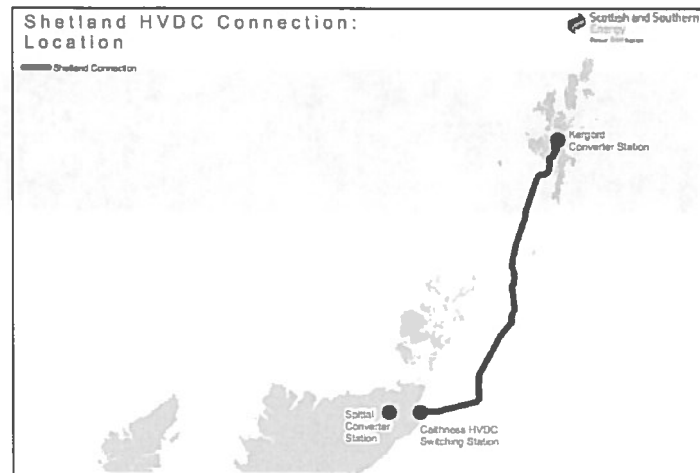 Shetland HVDC Connection:
Location
Scottish and Southern
Energy
Shetland Connection
Kergord
Converter Station
Spittal
Converter
Station
Caithness HVDC
Switching Station